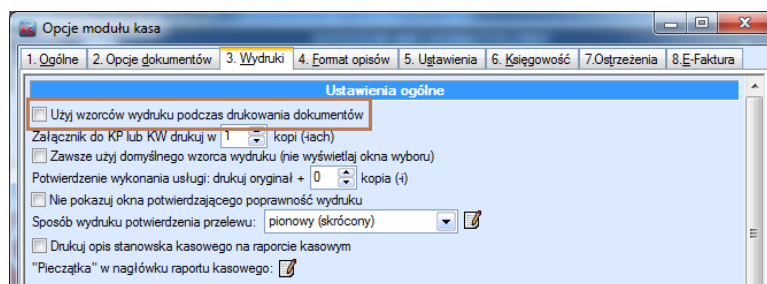 Opcje modułu kasa
1. Ogólne 2. Opcje dokumentów 3. Wydruki 4. Format opisów 5. Ustawienia 6. Księgowość 7.Ostrzeżenia 8.E-Faktura
Ustawienia ogólne
Użyj wzorców wydruku podczas drukowania dokumentów
Załącznik do KP lub KW drukuj w 1 kopi (-iach)
Zawsze użyj domyślnego wzorca wydruku (nie wyświetlaj okna wyboru)
Potwierdzenie wykonania usługi: drukuj oryginał + 0 kopia (-i)
Nie pokazuj okna potwierdzającego poprawność wydruku
Sposób wydruku potwierdzenia przelewu: pionowy (skrócony)
Drukuj opis stanowska kasowego na raporcie kasowym
"Pieczątka" w nagłówku raportu kasowego: